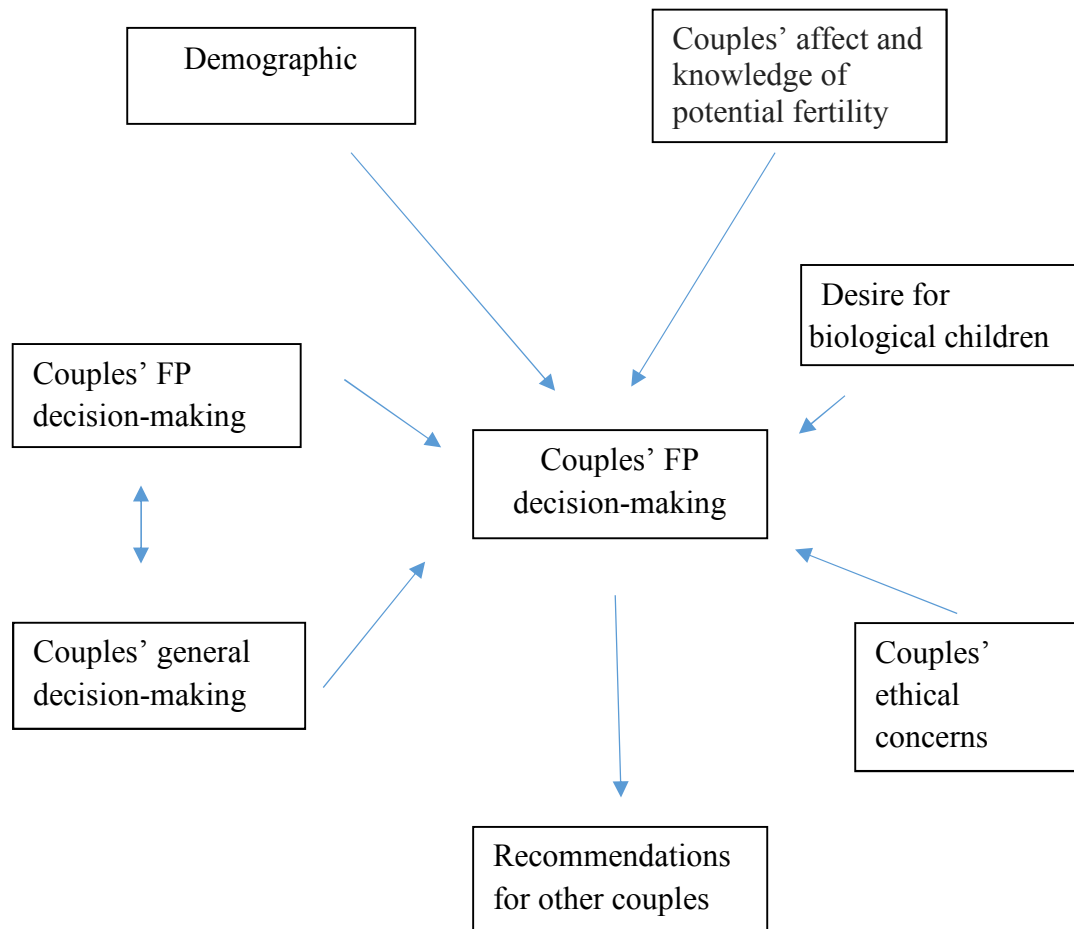 Demographic
Couples’ affect and
knowledge of
potential fertility
Desire for
biological children
Couples’ FP
decision-making
Couples’ FP
decision-making
Couples’ general
decision-making
Couples’
ethical
concerns
Recommendations
for other couples